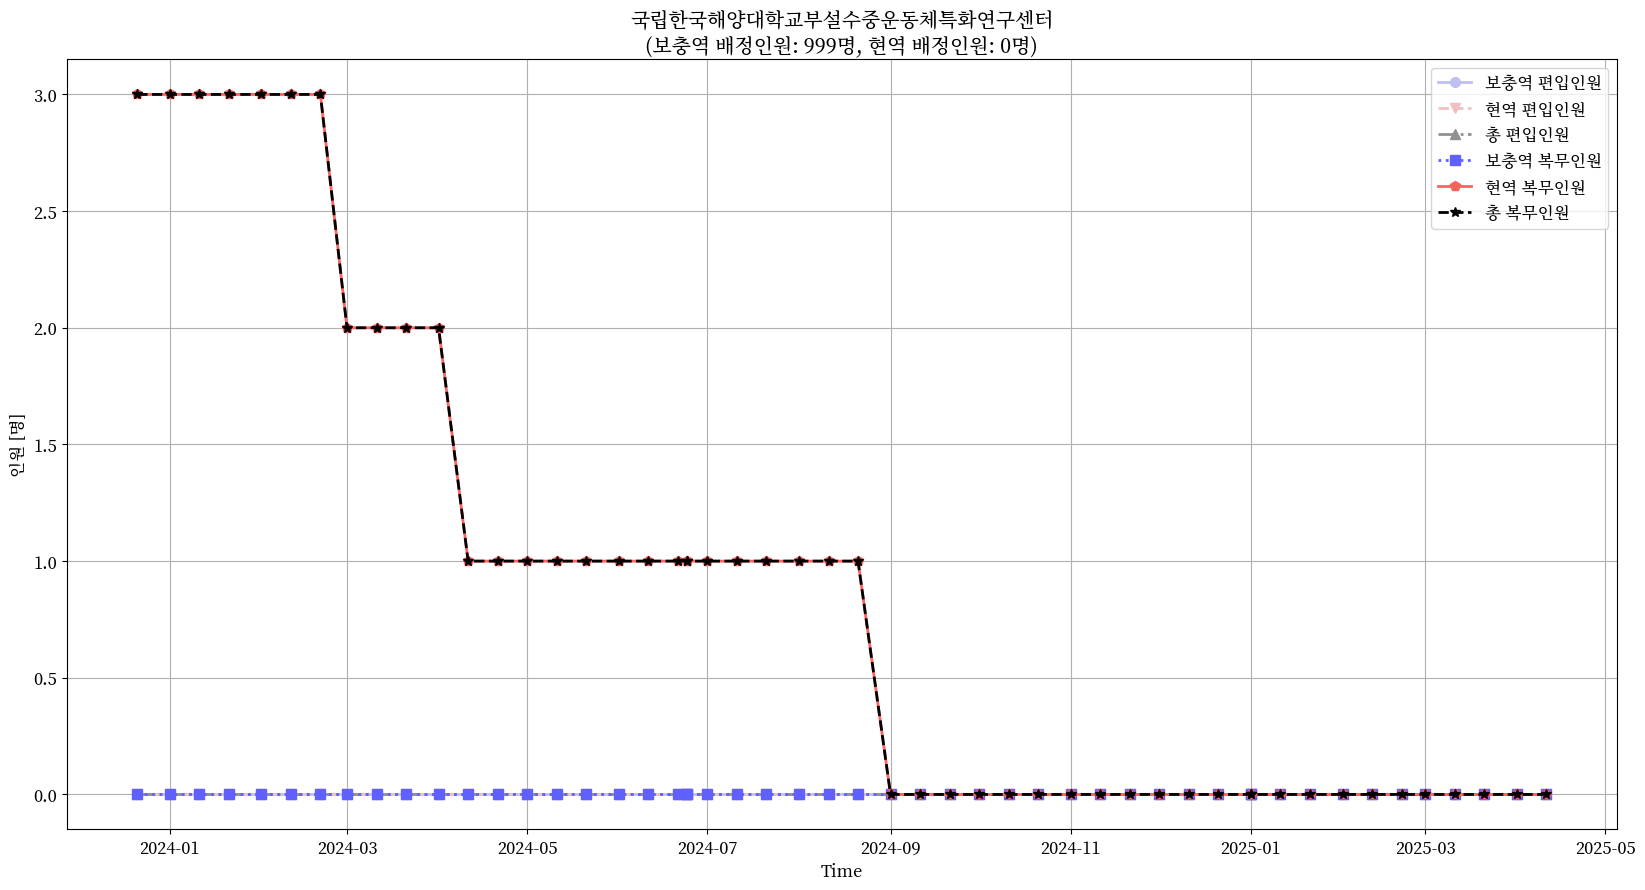 국립한국해양대학교부설수중운동체특화연구센터
(보충역 배정인원: 999명, 현역 배정인원: 0명)
보충역 편입인원
현역 편입인원
총 편입인원
보충역 복무인원
현역 복무인원
총 복무인원
인원 [명]
3.0
2.5
2.0
1.5
1.0
0.5
0.0
2024-01
2024-03
2024-05
2024-07
2024-09
2024-11
2025-01
2025-03
2025-05
Time